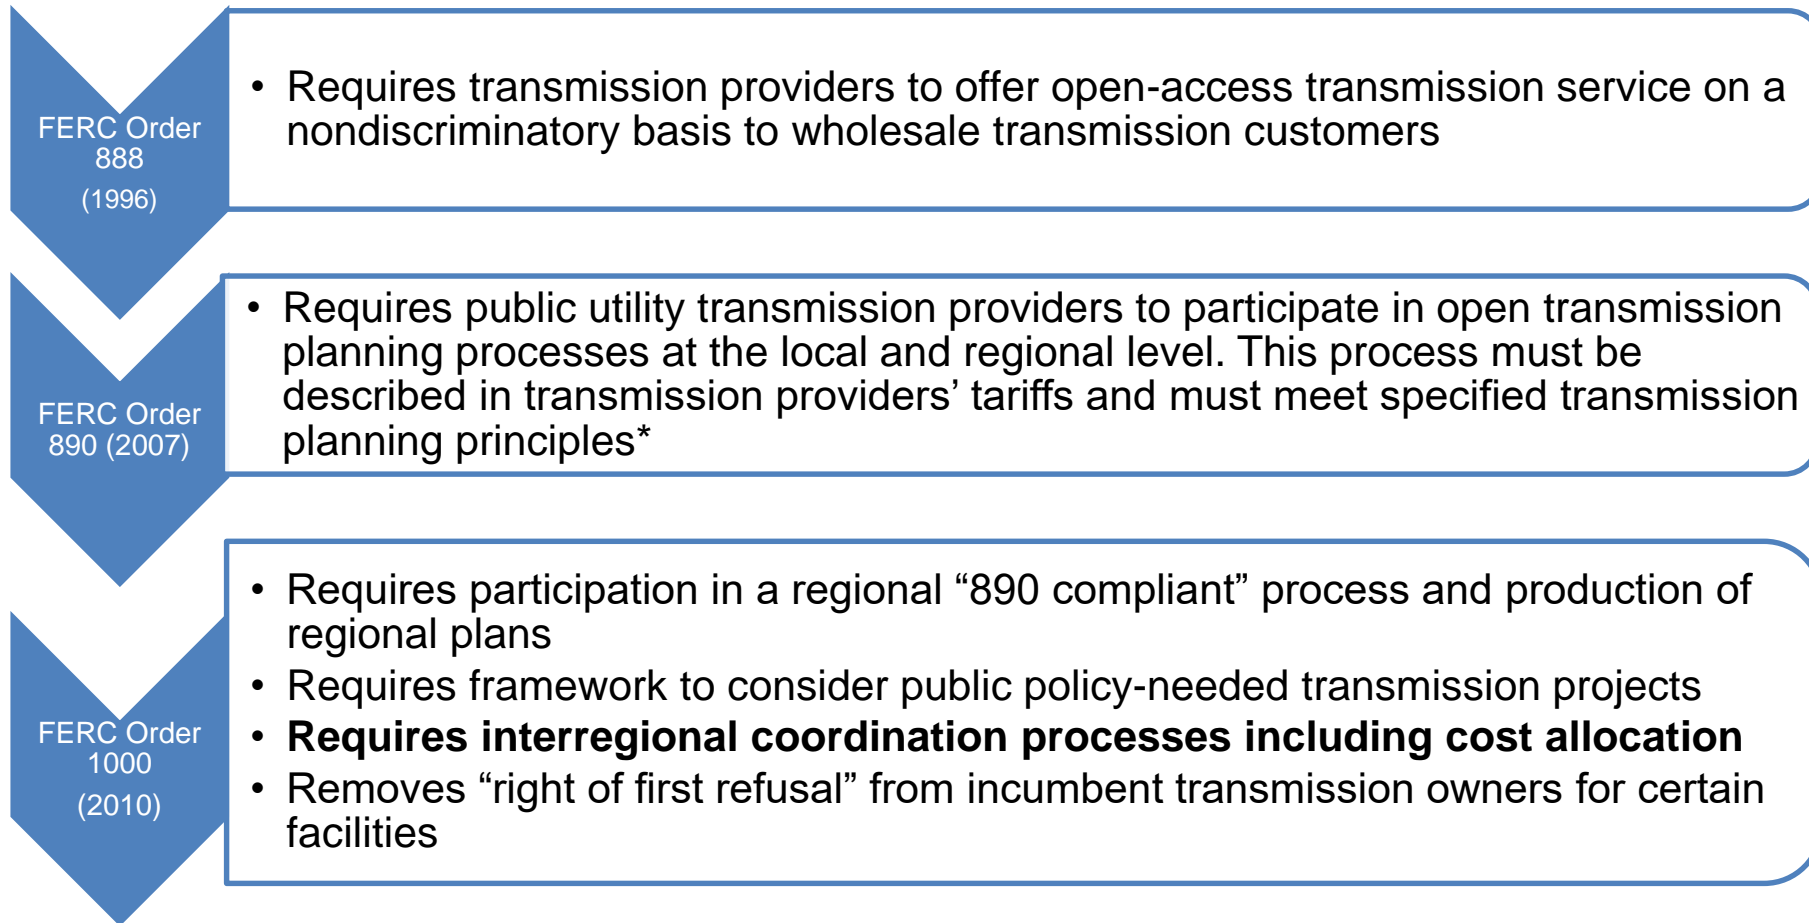 FERC Order
888
(1996)
• Requires transmission providers to offer open-access transmission service on a
nondiscriminatory basis to wholesale transmission customers
FERC Order
890 (2007)
• Requires public utility transmission providers to participate in open transmission
planning processes at the local and regional level. This process must be
described in transmission providers’ tariffs and must meet specified transmission
planning principles*
FERC Order
1000
(2010)
• Requires participation in a regional “890 compliant” process and production of
regional plans
• Requires framework to consider public policy-needed transmission projects
• Requires interregional coordination processes including cost allocation
• Removes “right of first refusal” from incumbent transmission owners for certain
facilities